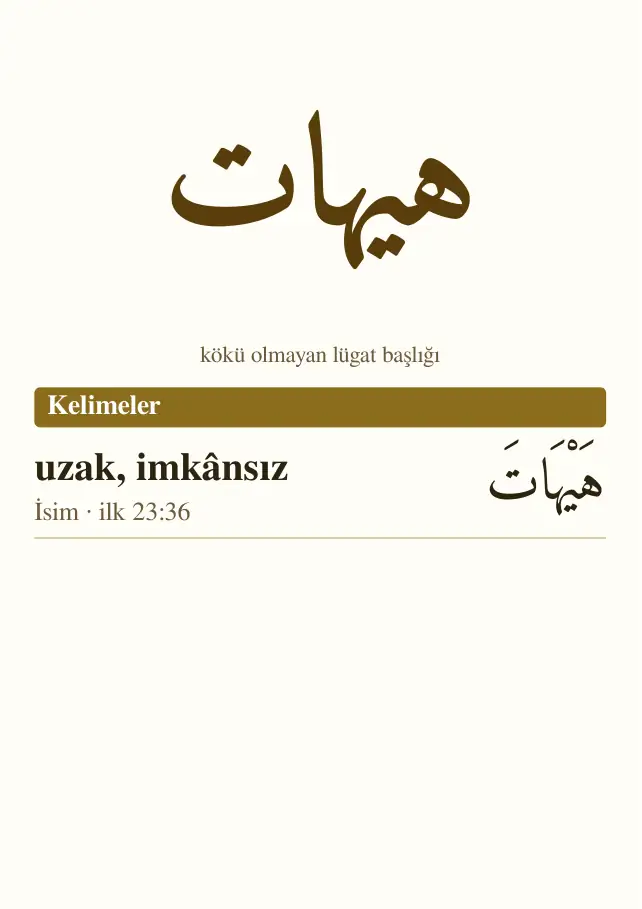 هيهات
kökü olmayan lügat başlığı
Kelimeler
uzak, imkânsız هَيْهَاتَ
İsim · ilk 23:36